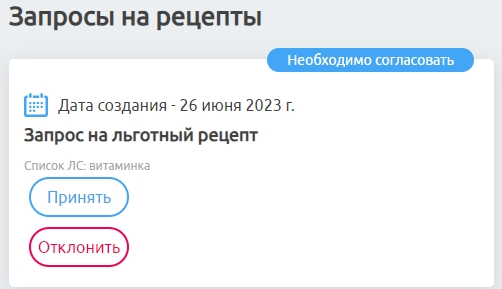 Запросы на рецепты
Необходимо согласовать
Дата создания - 26 июня 2023 г.
Запрос на льготный рецепт
Список ЛС: витаминка
Принять
Отклонить